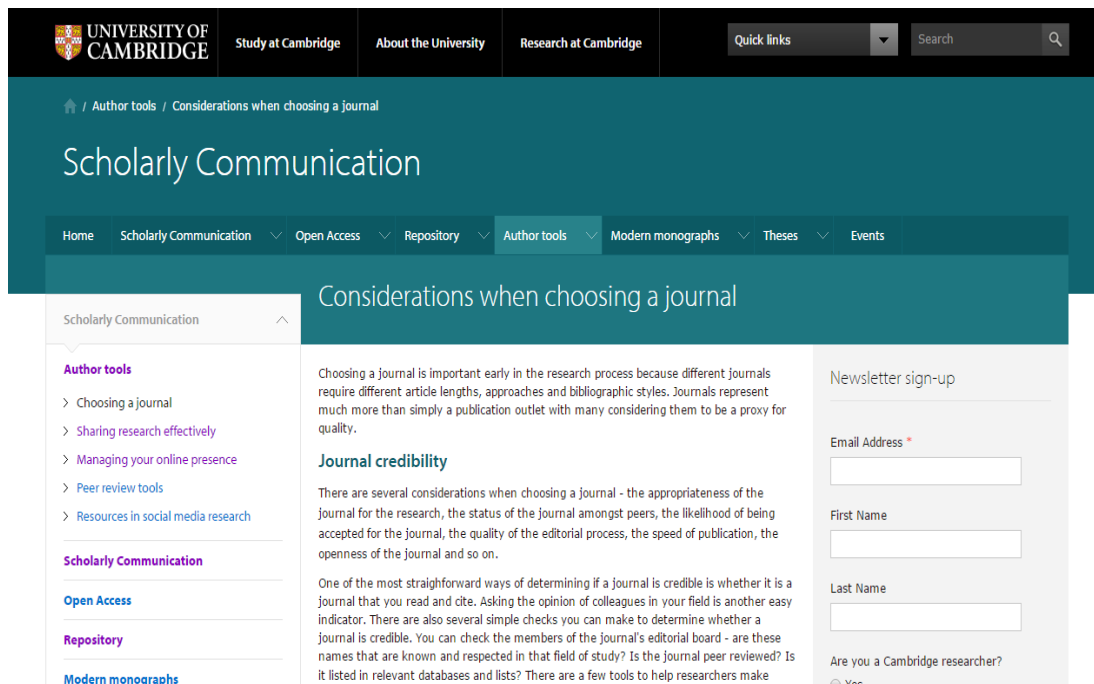 UNIVERSITY OF
CAMBRIDGE
Study at Cambridge
About the University
Research at Cambridge
Quick links
Search
/ Author tools / Considerations when choosing a journal
Scholarly Communication
Home
Scholarly Communication
Open Access
Repository
Author tools
Modern monographs
Theses
Events
Scholarly Communication
Author tools
> Choosing a journal
> Sharing research effectively
> Managing your online presence
> Peer review tools
> Resources in social media research
Scholarly Communication
Open Access
Repository
Modern monographs
Considerations when choosing a journal
Choosing a journal is important early in the research process because different journals
require different article lengths, approaches and bibliographic styles. Journals represent
much more than simply a publication outlet with many considering them to be a proxy for
quality.
Journal credibility
There are several considerations when choosing a journal - the appropriateness of the
journal for the research, the status of the journal amongst peers, the likelihood of being
accepted for the journal, the quality of the editorial process, the speed of publication, the
openness of the journal and so on.
One of the most straighforward ways of determining if a journal is credible is whether it is a
journal that you read and cite. Asking the opinion of colleagues in your field is another easy
indicator. There are also several simple checks you can make to determine whether a
journal is credible. You can check the members of the journal's editorial board - are these
names that are known and respected in that field of study? Is the journal peer reviewed? Is
it listed in relevant databases and lists? There are a few tools to help researchers make
Newsletter sign-up
Email Address *
First Name
Last Name
Are you a Cambridge researcher?
Yes